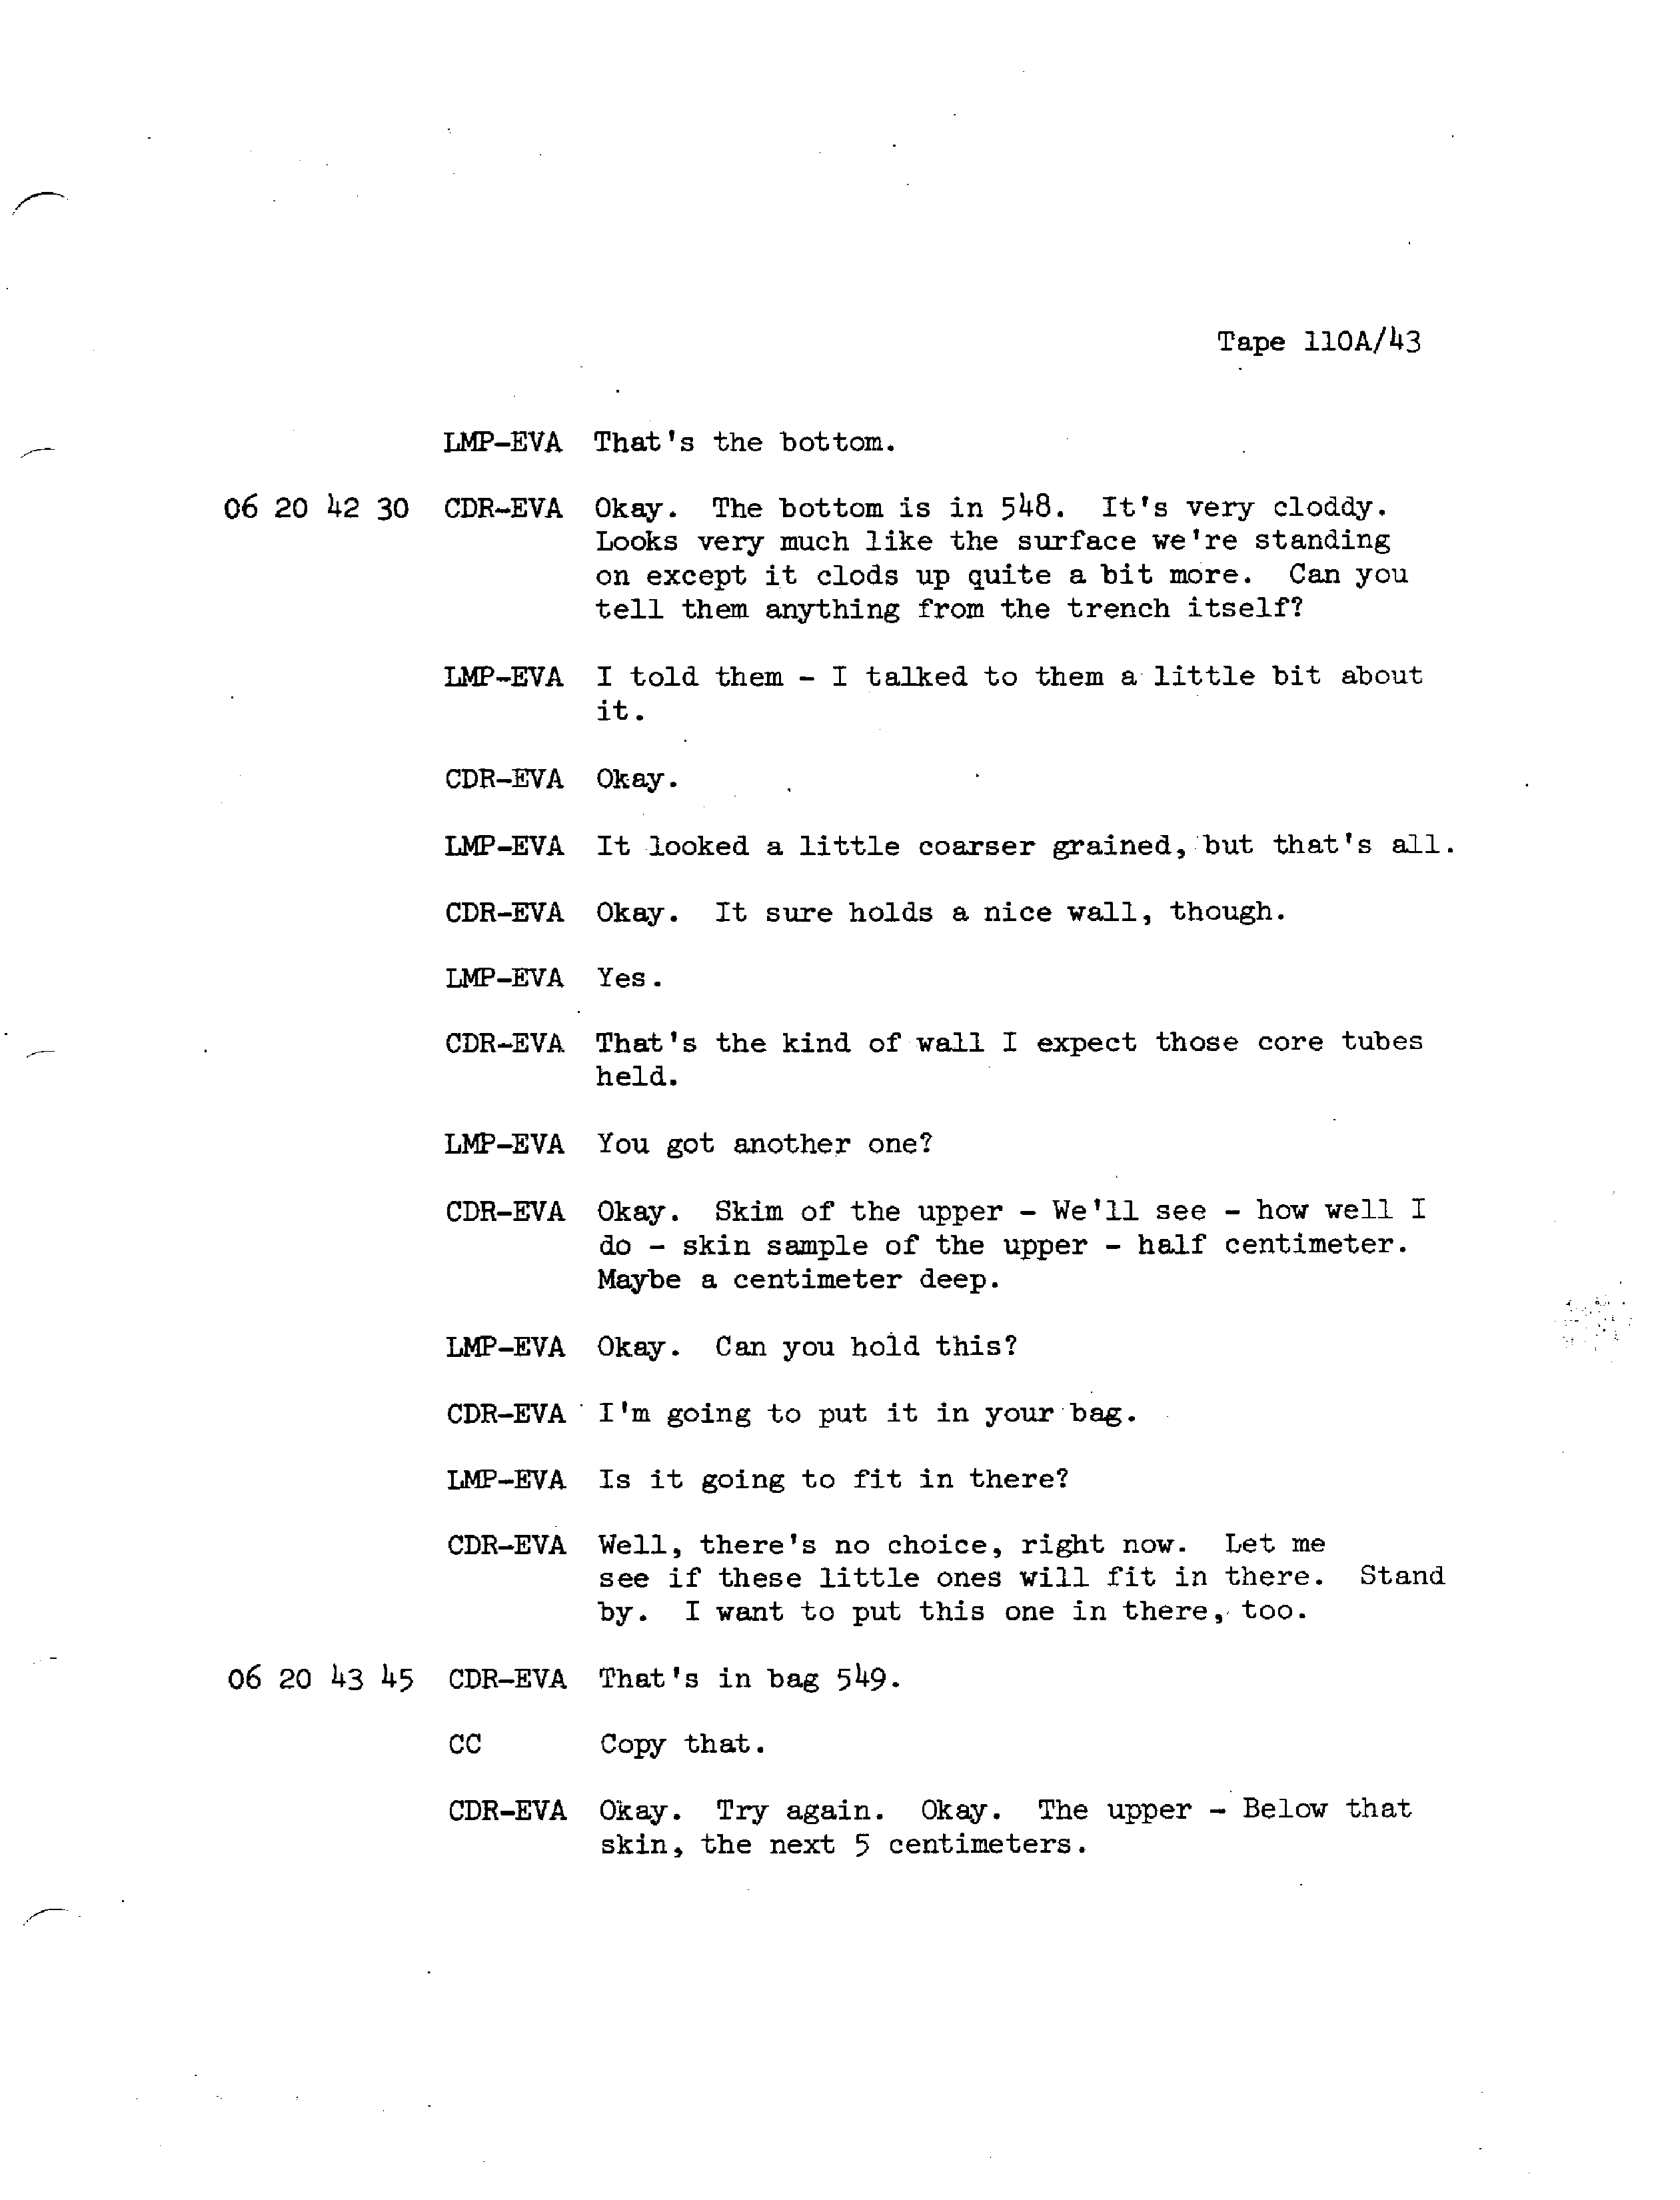 Tape 110A/43
LMP-EVA That's the bottom.
06 20 42 30 CDR-EVA Okay. The bottom is in 548. It's very cloddy.
Looks very much like the surface we're standing
on except it clods up quite a bit more. Can you
tell them anything from the trench itself?
LMP-EVA I told them - I talked to them a little bit about
it.
CDR-EVA Okay.
LMP-EVA It looked a little coarser grained, but that's all.
CDR-EVA Okay. It sure holds a nice wall, though.
LMP-EVA Yes.
CDR-EVA That's the kind of wall I expect those core tubes
held.
LMP-EVA You got another one?
CDR-EVA Okay. Skim of the upper - We'll see - how well I
do - skin sample of the upper - half centimeter.
Maybe a centimeter deep.
LMP-EVA Okay. Can you hold this?
CDR-EVA I'm going to put it in your bag.
LMP-EVA Is it going to fit in there?
CDR-EVA Well, there's no choice, right now. Let me
see if these little ones will fit in there. Stand
by. I want to put this one in there, too.
06 20 43 45 CDR-EVA That's in bag 549.
CC Copy that.
CDR-EVA Okay. Try again. Okay. The upper - Below that
skin, the next 5 centimeters.